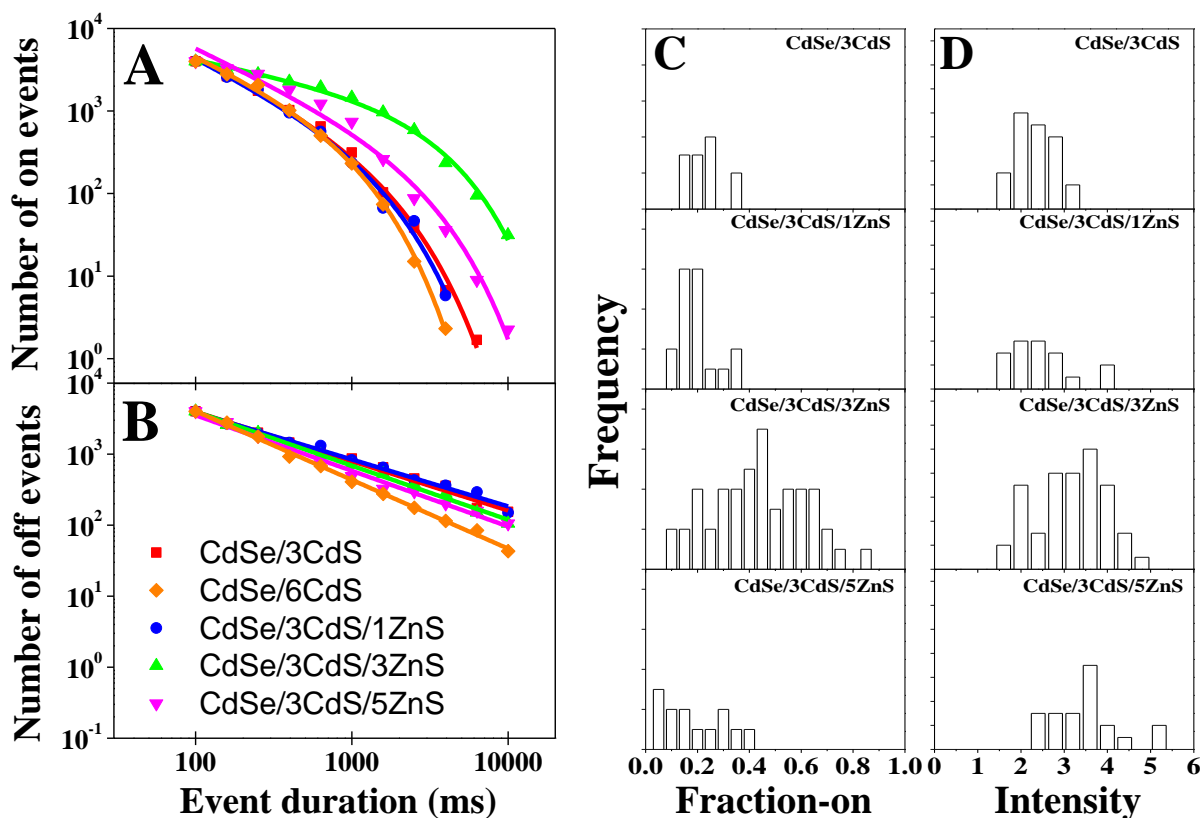 A
Number of on events
10^4
10^3
10^2
10^1
10^0
B
Number of off events
10^4
10^3
10^2
10^1
10^0
10^-1
CdSe/3CdS
CdSe/6CdS
CdSe/3CdS/1ZnS
CdSe/3CdS/3ZnS
CdSe/3CdS/5ZnS
100 1000 10000
Event duration (ms)
C
Frequency
CdSe/3CdS
CdSe/3CdS/1ZnS
CdSe/3CdS/3ZnS
CdSe/3CdS/5ZnS
0.0 0.2 0.4 0.6 0.8 1.0
Fraction-on
D
CdSe/3CdS
CdSe/3CdS/1ZnS
CdSe/3CdS/3ZnS
CdSe/3CdS/5ZnS
0 1 2 3 4 5 6
Intensity